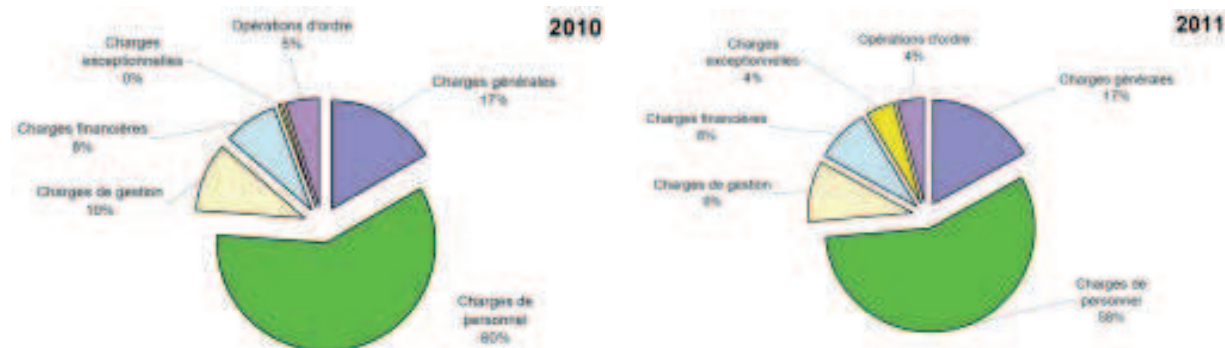 2010
Opérations d'ordre
5%
Charges
exceptionnelles
0%
Charges générales
17%
Charges financières
8%
Charges de gestion
10%
Charges de
personnel
60%
2011
Opérations d'ordre
4%
Charges
exceptionnelles
4%
Charges générales
17%
Charges financières
8%
Charges de gestion
Charges de
personnel
58%